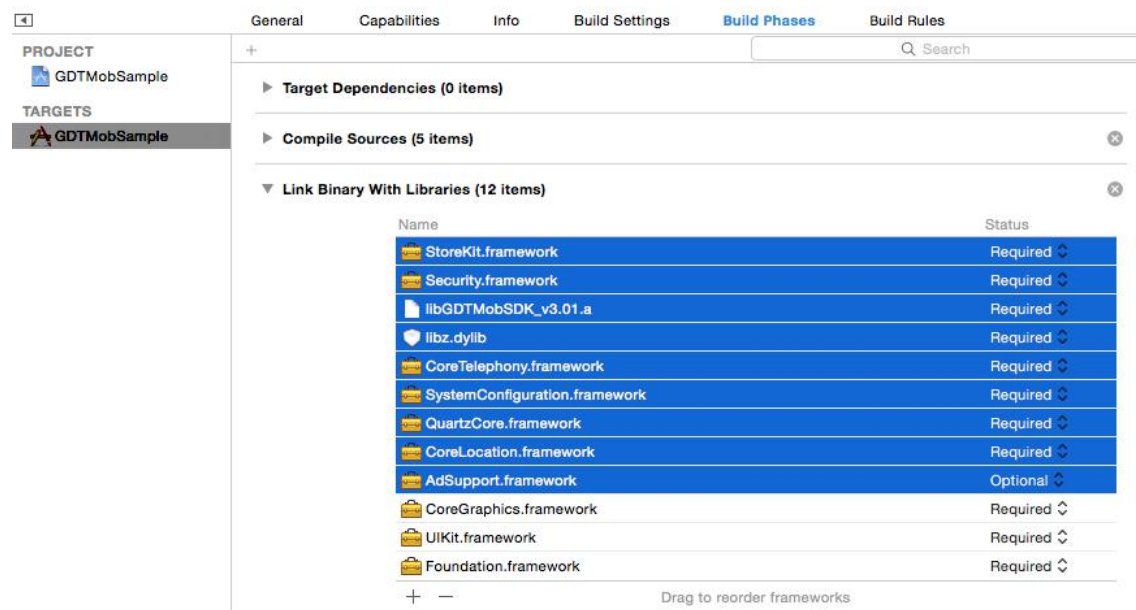 General Capabilities Info Build Settings Build Phases Build Rules
PROJECT
GDTMobSample
TARGETS
GDTMobSample
+ Search
Target Dependencies (0 items)
Compile Sources (5 items)
Link Binary With Libraries (12 items)
Name Status
StoreKit.framework Required
Security.framework Required
libGDTMobSDK_v3.01.a Required
libz.dylib Required
CoreTelephony.framework Required
SystemConfiguration.framework Required
QuartzCore.framework Required
CoreLocation.framework Required
AdSupport.framework Optional
CoreGraphics.framework Required
UIKit.framework Required
Foundation.framework Required
+ − Drag to reorder frameworks